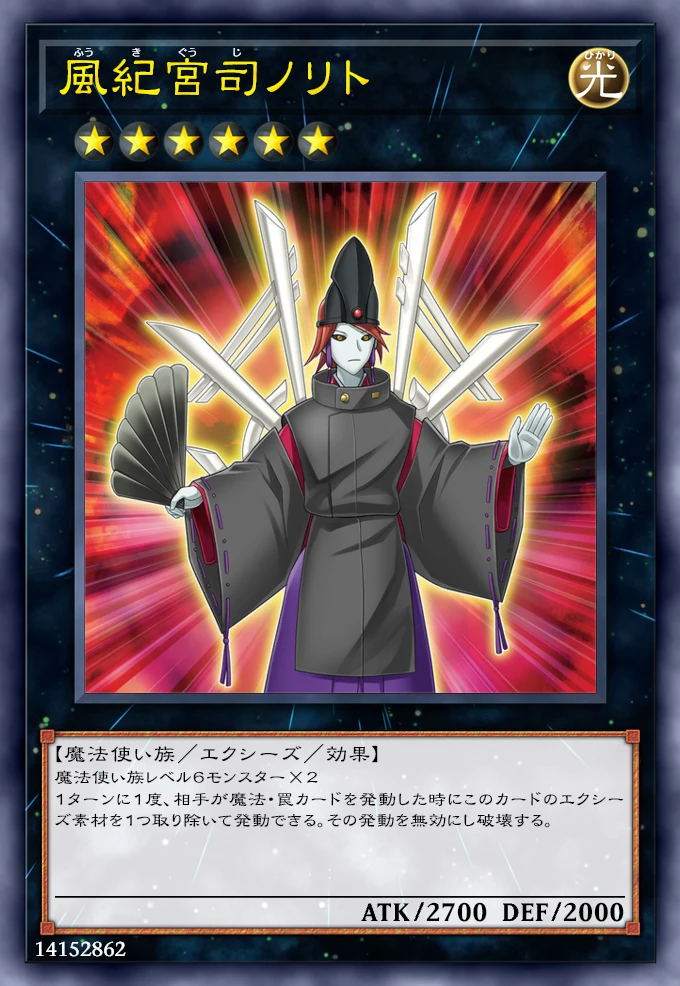 ふう き ぐう じ
風紀宮司ノリト
ひかり
光
【魔法使い族／エクシーズ／効果】
魔法使い族レベル6モンスター×2
1ターンに1度、相手が魔法・罠カードを発動した時にこのカードのエクシー
ズ素材を1つ取り除いて発動できる。その発動を無効にし破壊する。
ATK/2700 DEF/2000
14152862